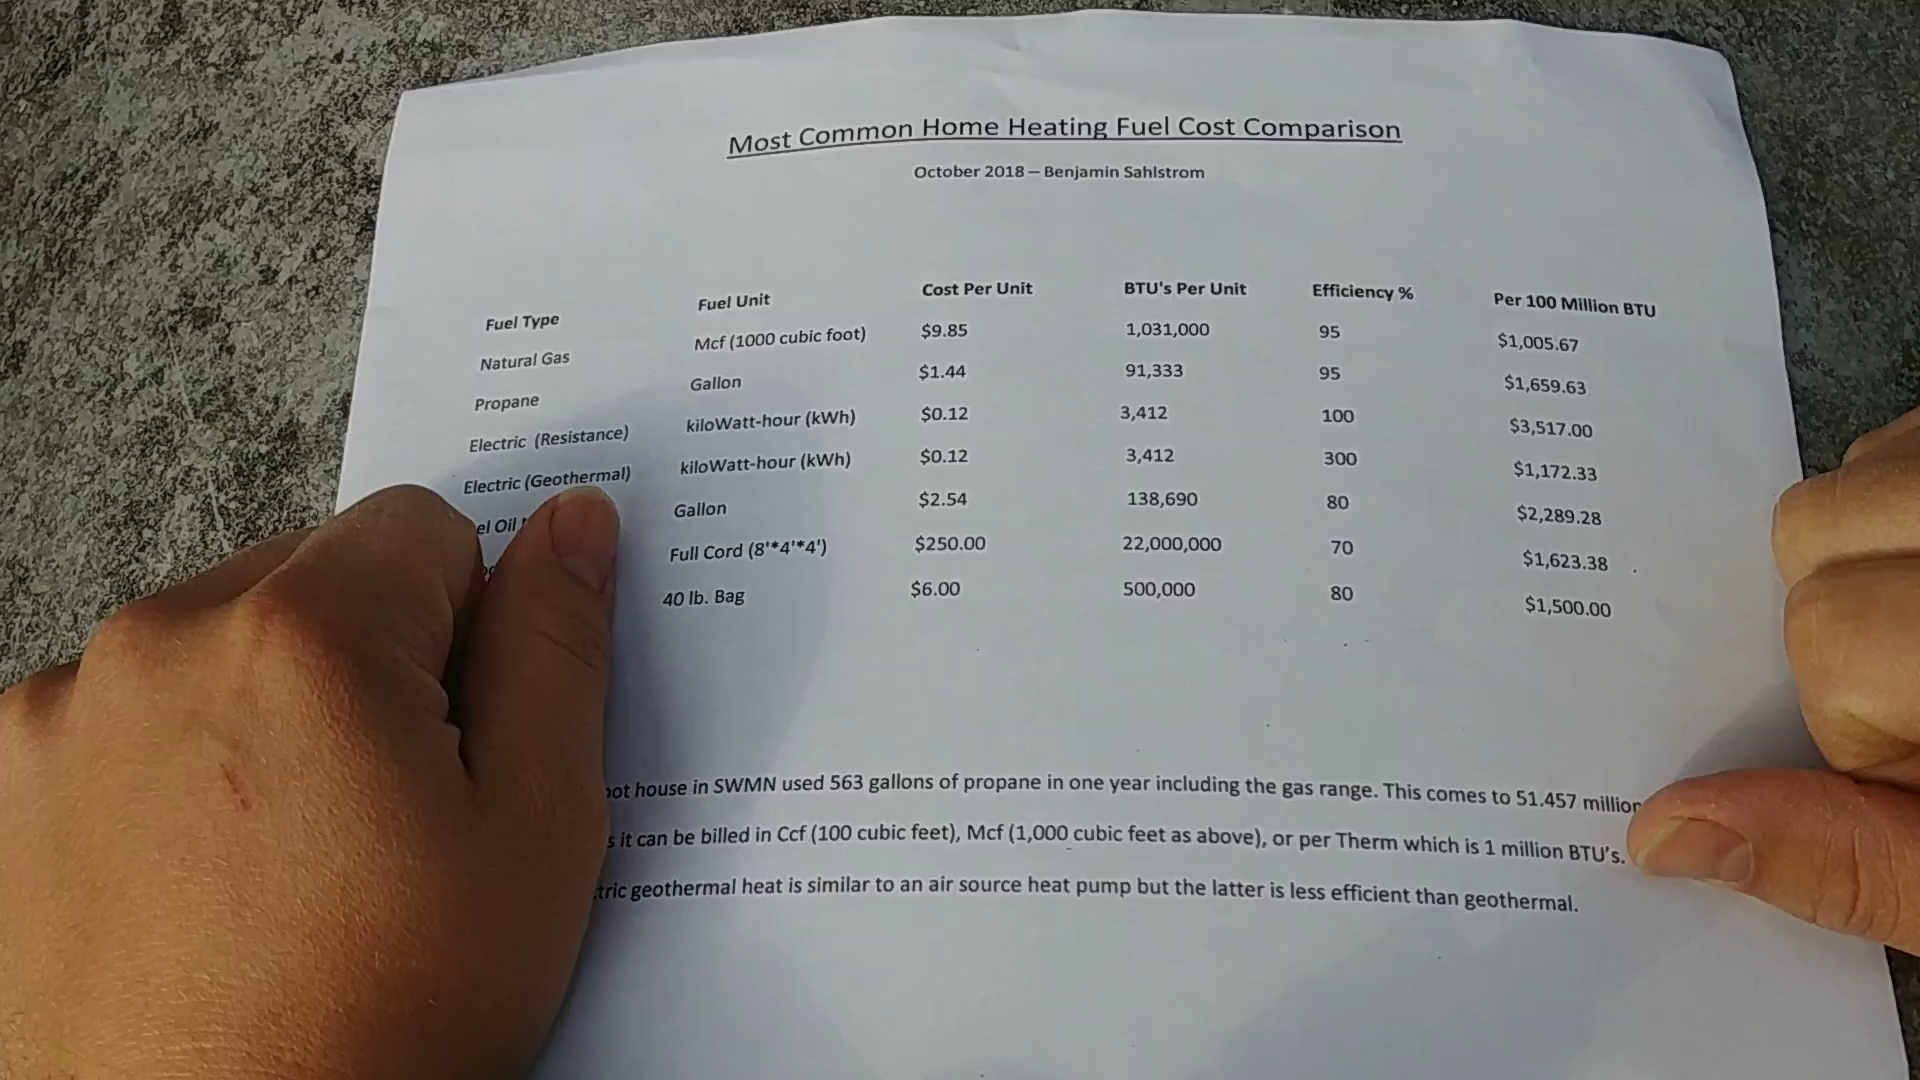 Most Common Home Heating Fuel Cost Comparison
October 2018 – Benjamin Sahlstrom
Fuel Type Fuel Unit Cost Per Unit BTU's Per Unit Efficiency % Per 100 Million BTU
Natural Gas Mcf (1000 cubic foot) $9.85 1,031,000 95 $1,005.67
Propane Gallon $1.44 91,333 95 $1,659.63
Electric (Resistance) kiloWatt-hour (kWh) $0.12 3,412 100 $3,517.00
Electric (Geothermal) kiloWatt-hour (kWh) $0.12 3,412 300 $1,172.33
el Oil Gallon $2.54 138,690 80 $2,289.28
Full Cord (8'*4'*4') $250.00 22,000,000 70 $1,623.38
40 lb. Bag $6.00 500,000 80 $1,500.00
oot house in SWMN used 563 gallons of propane in one year including the gas range. This comes to 51.457 million
s it can be billed in Ccf (100 cubic feet), Mcf (1,000 cubic feet as above), or per Therm which is 1 million BTU's.
tric geothermal heat is similar to an air source heat pump but the latter is less efficient than geothermal.